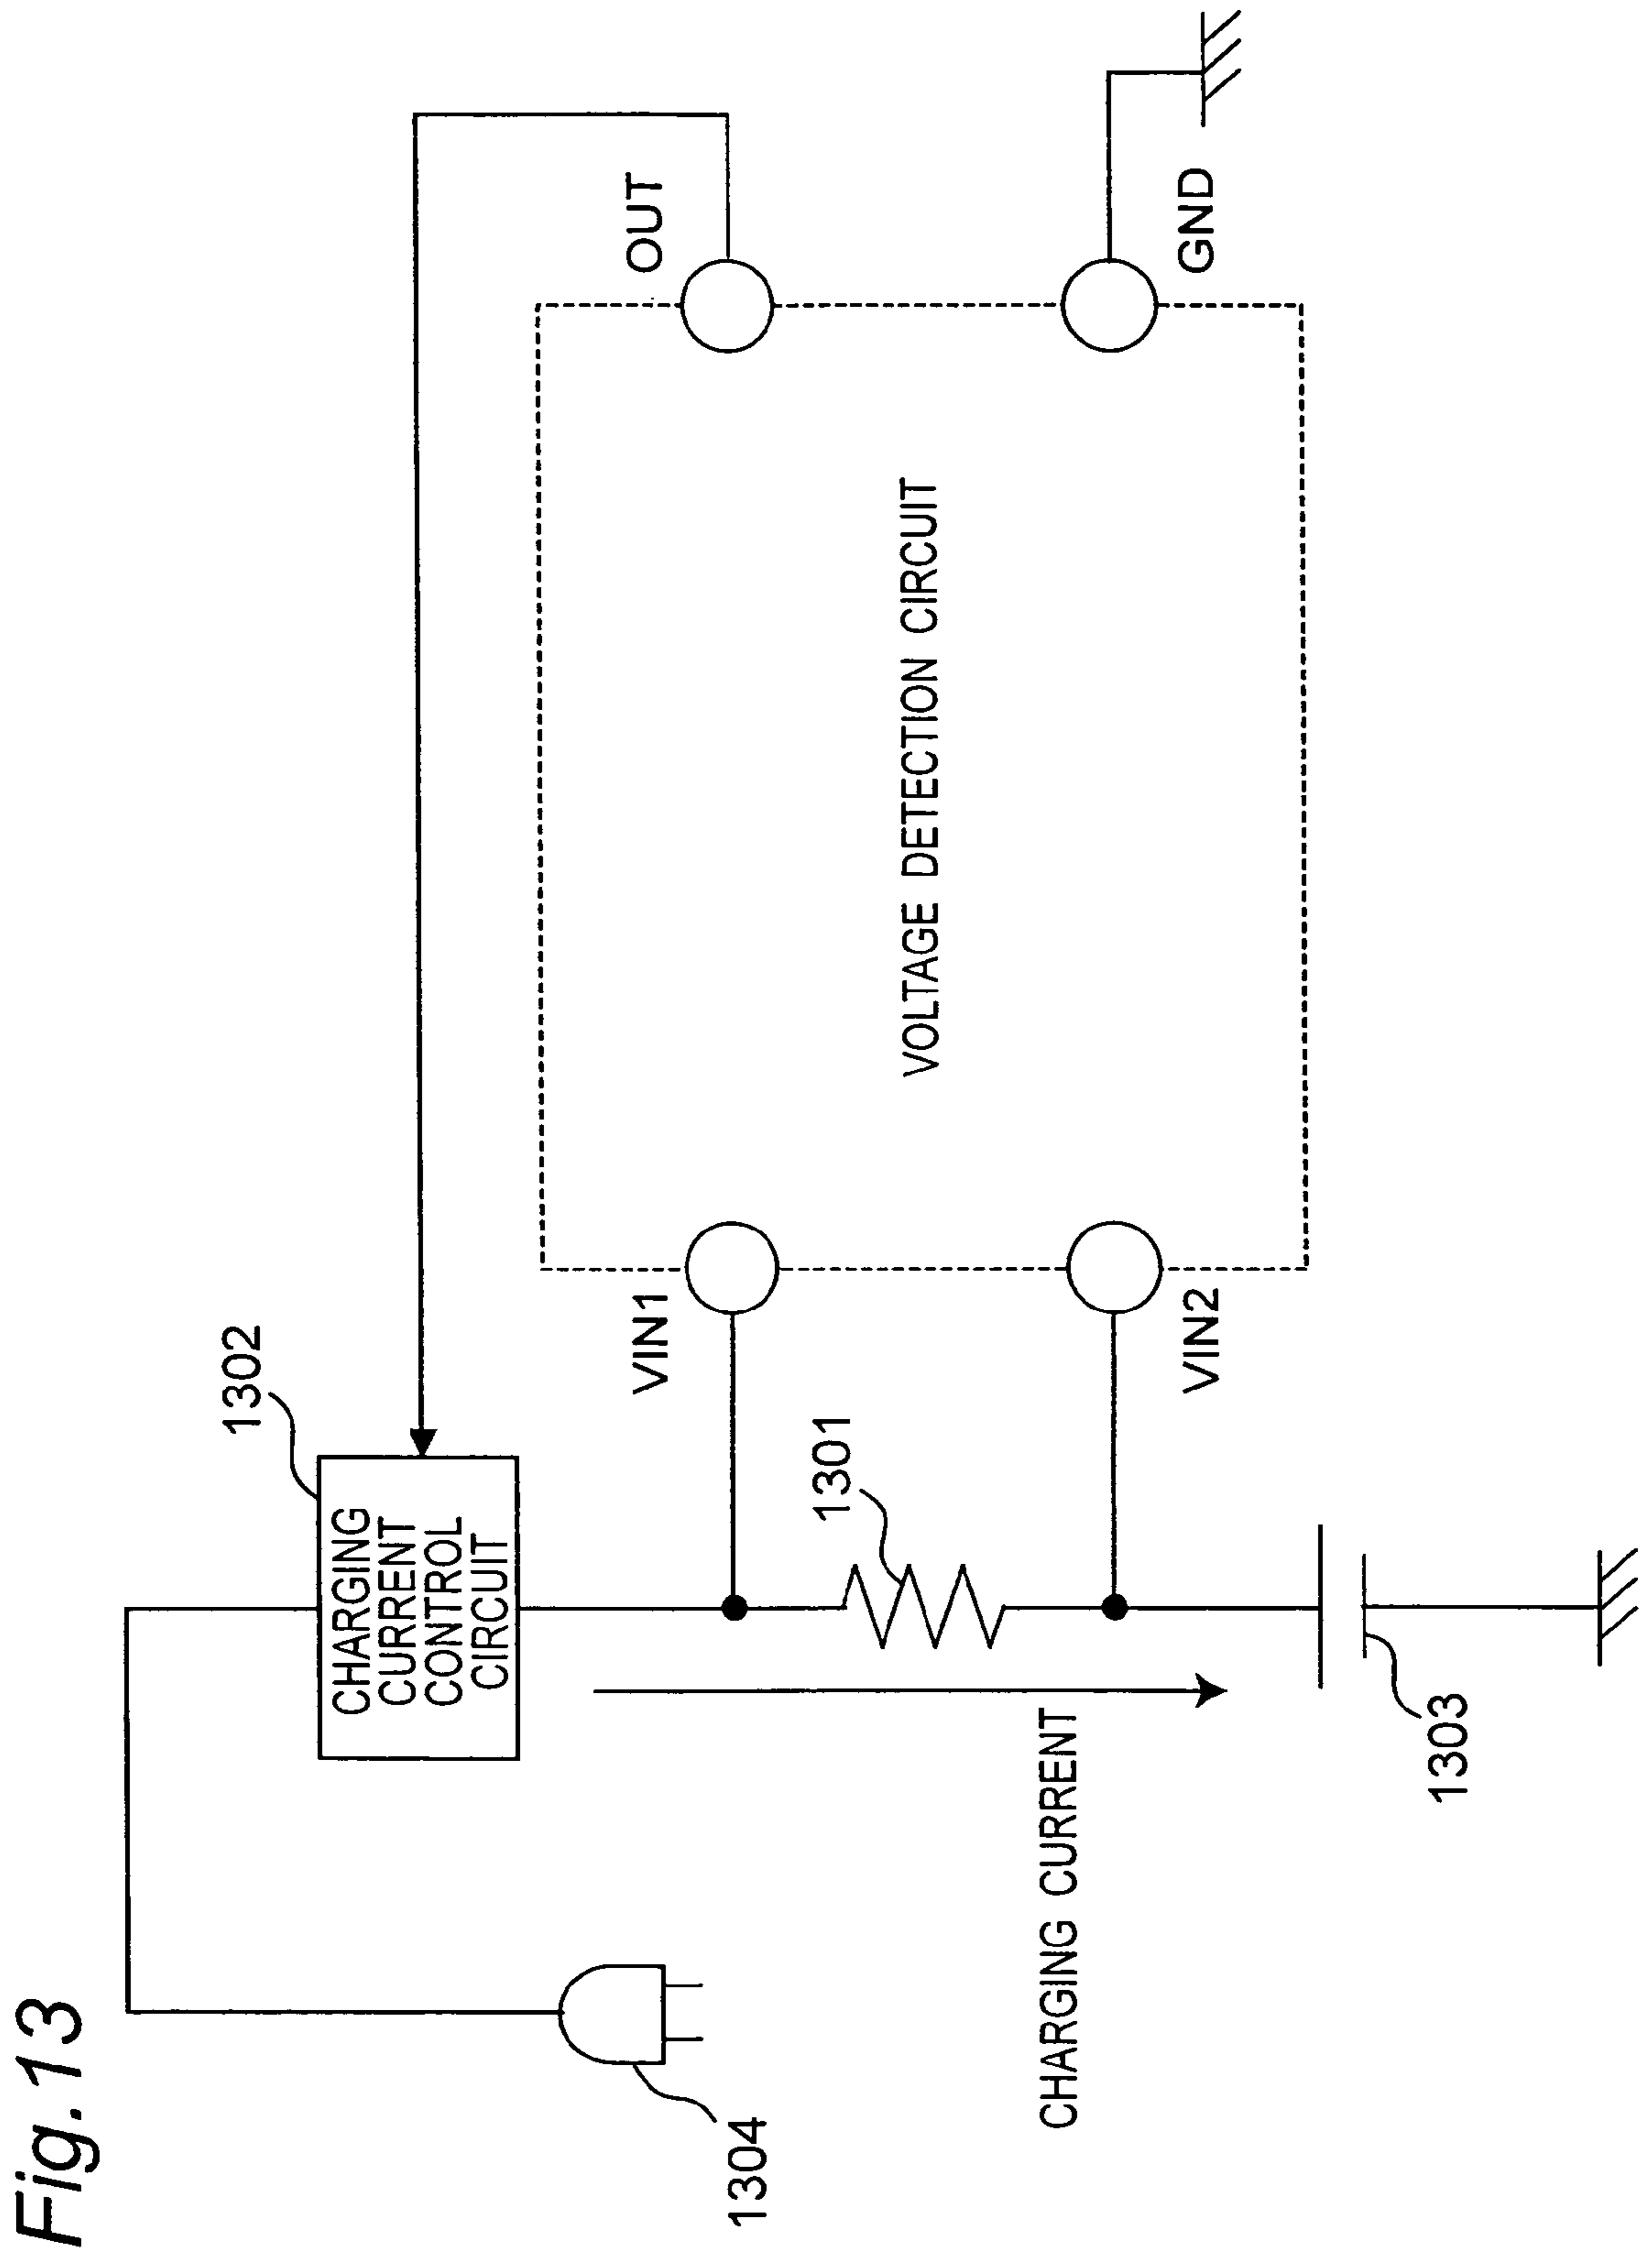 Fig.13
1304
CHARGING
CURRENT
CONTROL
CIRCUIT
1302
CHARGING CURRENT
1301
1303
VIN1
VIN2
VOLTAGE DETECTION CIRCUIT
OUT
GND